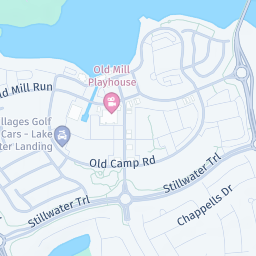 Old Mill
Playhouse
ld Mill Run
illages Golf
Cars - Lake
ter Landing
Old Camp Rd
Stillwater Trl
Chappells Dr
Stillwater Trl